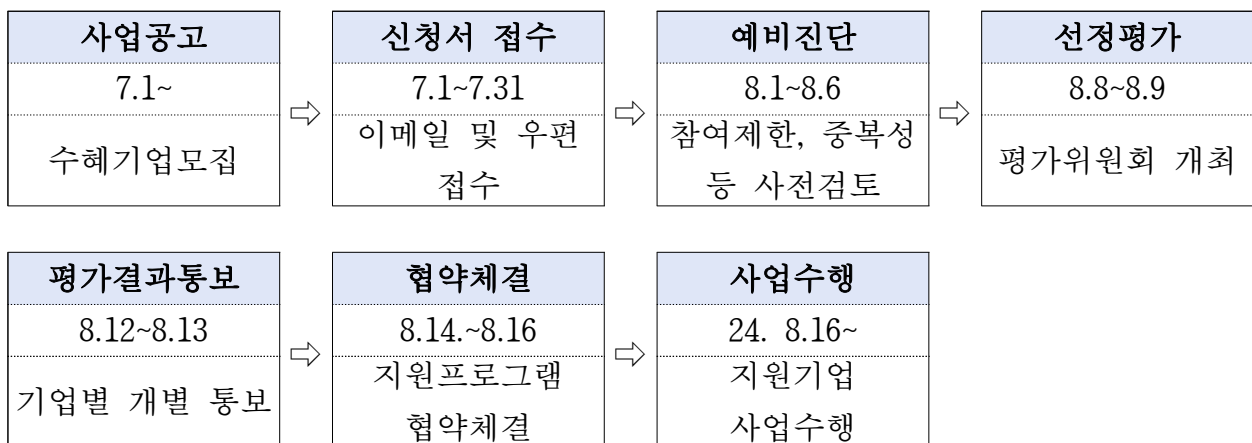 사업공고
7.1~
수혜기업모집
⇨
신청서 접수
7.1~7.31
이메일 및 우편
접수
⇨
예비진단
8.1~8.6
참여제한, 중복성
등 사전검토
⇨
선정평가
8.8~8.9
평가위원회 개최
평가결과통보
8.12~8.13
기업별 개별 통보
⇨
협약체결
8.14.~8.16
지원프로그램
협약체결
⇨
사업수행
24. 8.16~
지원기업
사업수행